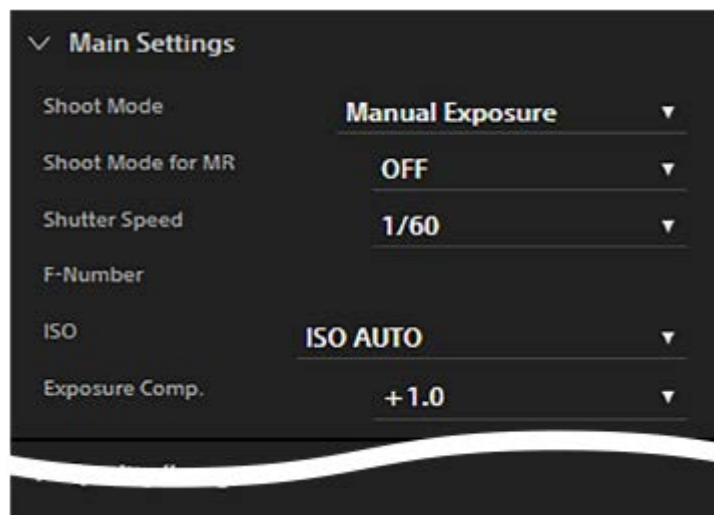 Main Settings
Shoot Mode Manual Exposure
Shoot Mode for MR OFF
Shutter Speed 1/60
F-Number
ISO ISO AUTO
Exposure Comp. +1.0